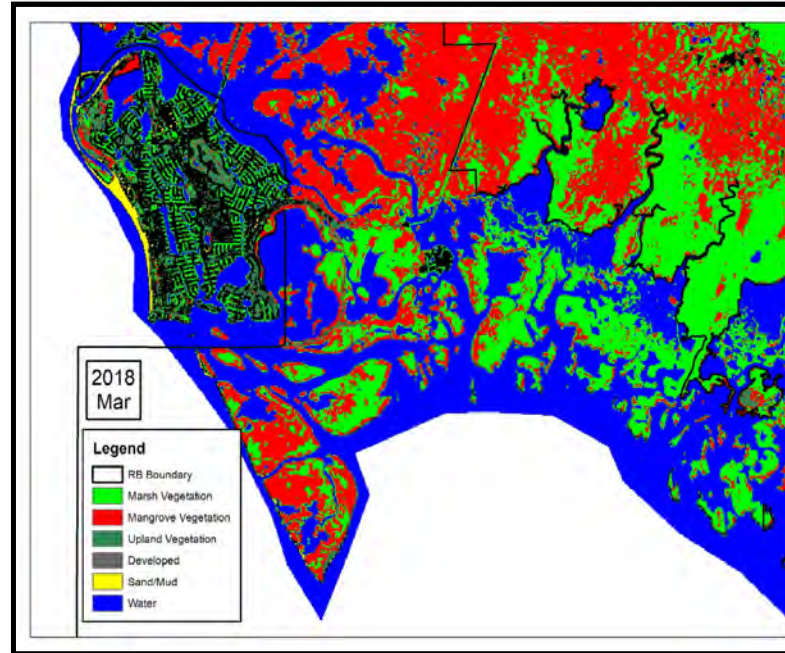 2018
Mar
Legend
RB Boundary
Marsh Vegetation
Mangrove Vegetation
Upland Vegetation
Developed
Sand/Mud
Water